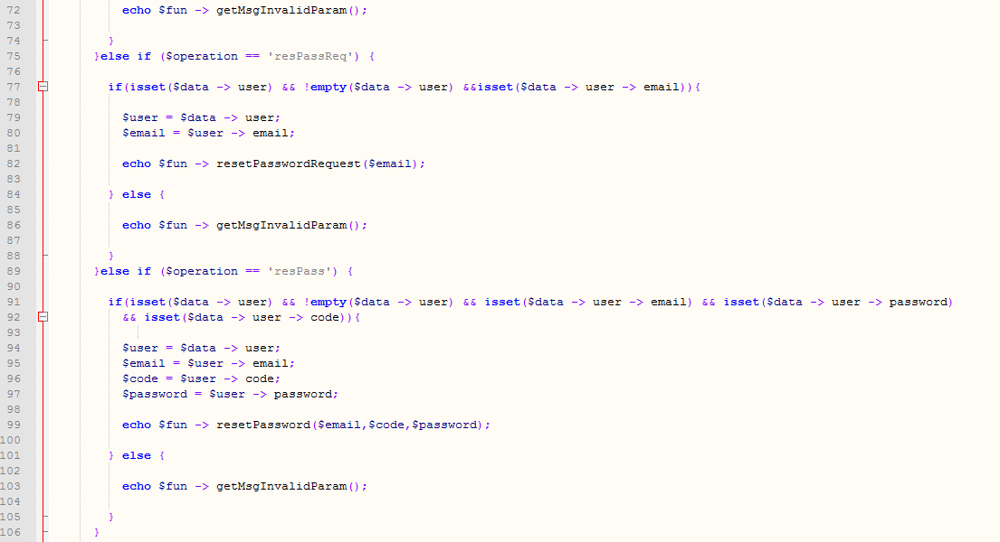 72 echo $fun -> getMsgInvalidParam();
73
74 }
75 }else if ($operation == 'resPassReq') {
76
77 if(isset($data -> user) && !empty($data -> user) &&isset($data -> user -> email)){
78
79 $user = $data -> user;
80 $email = $user -> email;
81
82 echo $fun -> resetPasswordRequest($email);
83
84 } else {
85
86 echo $fun -> getMsgInvalidParam();
87
88 }
89 }else if ($operation == 'resPass') {
90
91 if(isset($data -> user) && !empty($data -> user) && isset($data -> user -> email) && isset($data -> user -> password)
92 && isset($data -> user -> code)){
93
94 $user = $data -> user;
95 $email = $user -> email;
96 $code = $user -> code;
97 $password = $user -> password;
98
99 echo $fun -> resetPassword($email,$code,$password);
100
101 } else {
102
103 echo $fun -> getMsgInvalidParam();
104
105 }
106 }